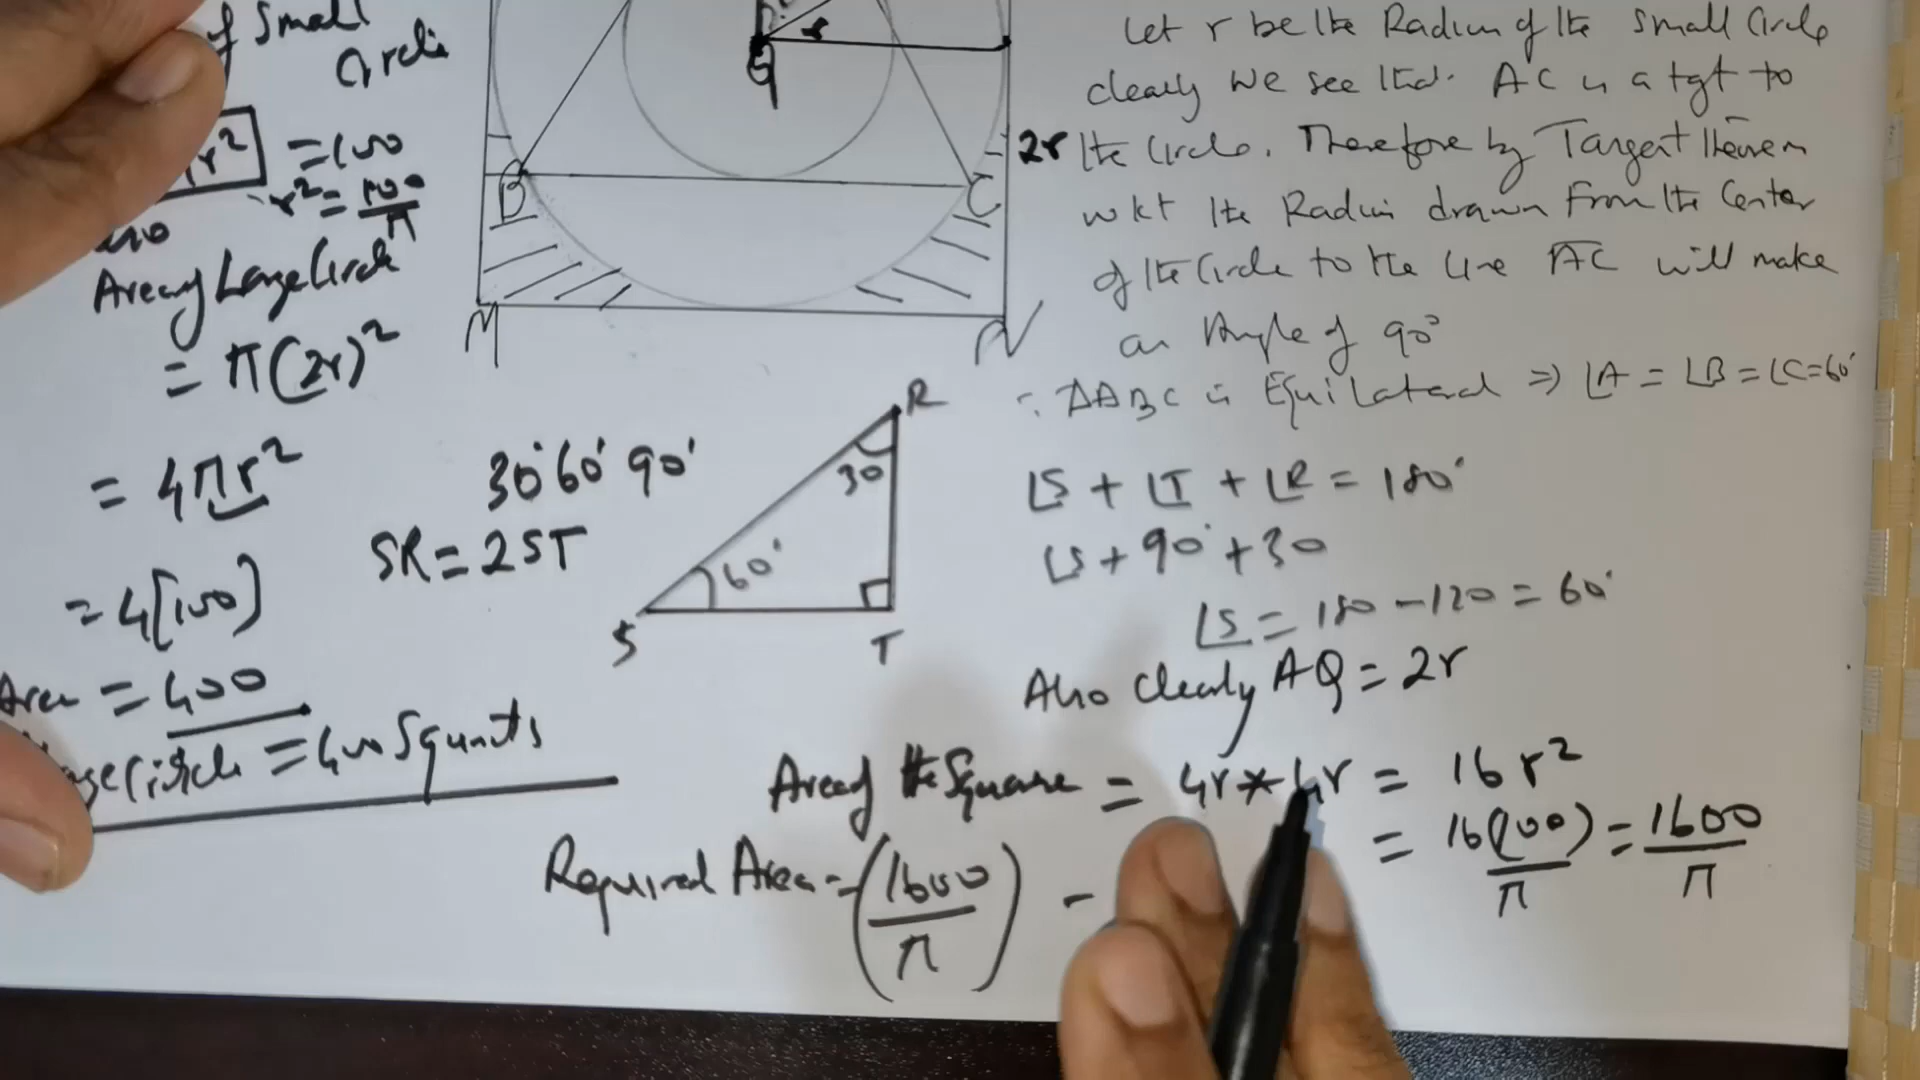 of Small
Circle
πr² = 100
r² = 100/π
Area of Large Circle
= π(2r)²
= 4πr²
= 4[100]
Area = 400
Circle = 400 Squnits
r
Q
B
C
2r
M
N
Let r be the Radius of the Small Circle
clearly we see that. AC is a tgt to
the Circle. Therefore by Tangent theorem
wkt the Radius drawn from the Center
of the Circle to the line AC will make
an Angle of 90°
∴ ΔABC is Equilateral ⇒ ∠A = ∠B = ∠C = 60°
30° 60° 90°
SR = 2ST
R
30
60°
S
T
∠S + ∠T + ∠R = 180°
∠S + 90° + 30
∠S = 180 - 120 = 60°
Also Clearly AQ = 2r
Area of the Square = 4r * 4r = 16r²
= 16(100)/π = 1600/π
Required Area = (1600/π) -